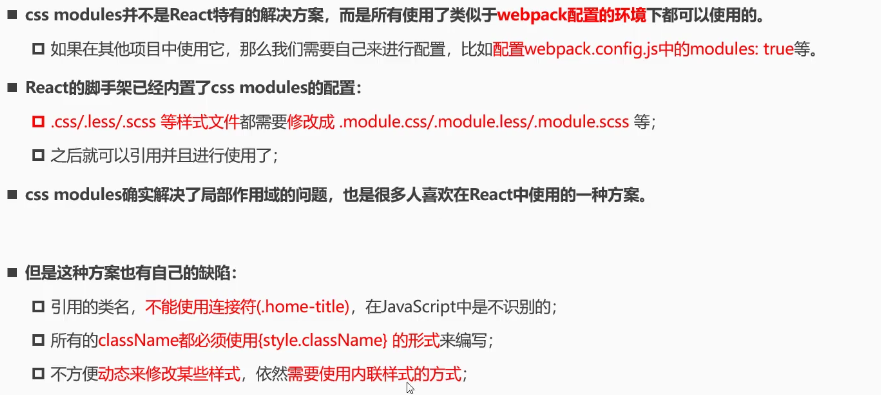 css modules并不是React特有的解决方案，而是所有使用了类似于webpack配置的环境下都可以使用的。
如果在其他项目中使用它，那么我们需要自己来进行配置，比如配置webpack.config.js中的modules: true等。
React的脚手架已经内置了css modules的配置：
.css/.less/.scss 等样式文件都需要修改成 .module.css/.module.less/.module.scss 等；
之后就可以引用并且进行使用了；
css modules确实解决了局部作用域的问题，也是很多人喜欢在React中使用的一种方案。
但是这种方案也有自己的缺陷：
引用的类名，不能使用连接符(.home-title)，在JavaScript中是不识别的；
所有的className都必须使用{style.className} 的形式来编写；
不方便动态来修改某些样式，依然需要使用内联样式的方式；